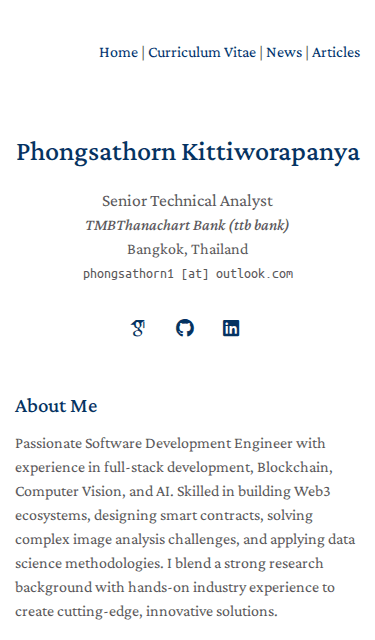 Home | Curriculum Vitae | News | Articles
Phongsathorn Kittiworapanya
Senior Technical Analyst
TMBThanachart Bank (ttb bank)
Bangkok, Thailand
phongsathorn1 [at] outlook.com
About Me
Passionate Software Development Engineer with
experience in full-stack development, Blockchain,
Computer Vision, and AI. Skilled in building Web3
ecosystems, designing smart contracts, solving
complex image analysis challenges, and applying data
science methodologies. I blend a strong research
background with hands-on industry experience to
create cutting-edge, innovative solutions.